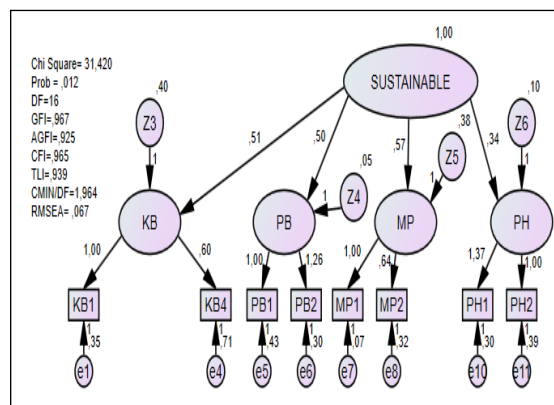 Chi Square= 31,420
Prob = ,012
DF=16
GFI=,967
AGFI=,925
CFI=,965
TLI=,939
CMIN/DF=1,964
RMSEA= ,067
1,00
SUSTAINABLE
,40
Z3
1
,51
,50
,57
,38
,34
,10
Z6
1
,05
Z4
1
Z5
1
KB
PB
MP
PH
1,00
,60
1,00
1,26
1,00
,64
1,37
1,00
KB1
KB4
PB1
PB2
MP1
MP2
PH1
PH2
1
,35
1
,71
1
,43
1
,30
1
,07
1
,32
1
,30
1
,39
e1
e4
e5
e6
e7
e8
e10
e11